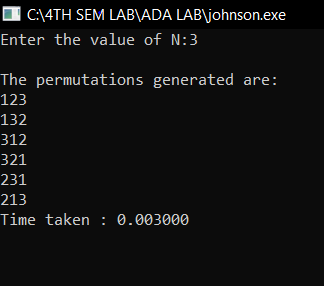 C:\4TH SEM LAB\ADA LAB\johnson.exe
Enter the value of N:3
The permutations generated are:
123
132
312
321
231
213
Time taken : 0.003000